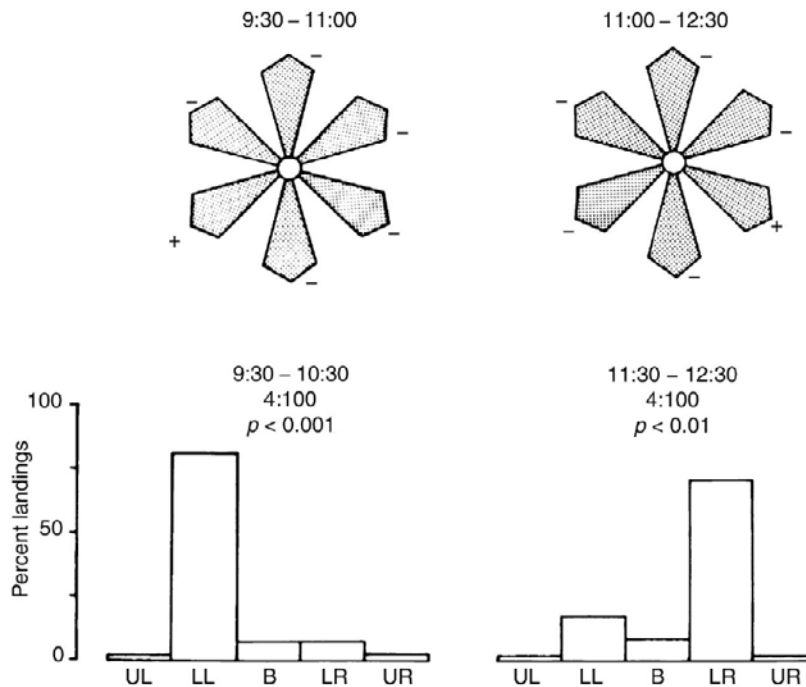 9:30 – 11:00
11:00 – 12:30
–
–
–
–
–
+
–
–
–
–
–
+
9:30 – 10:30
4:100
p < 0.001
11:30 – 12:30
4:100
p < 0.01
Percent landings
100
50
0
UL LL B LR UR
UL LL B LR UR